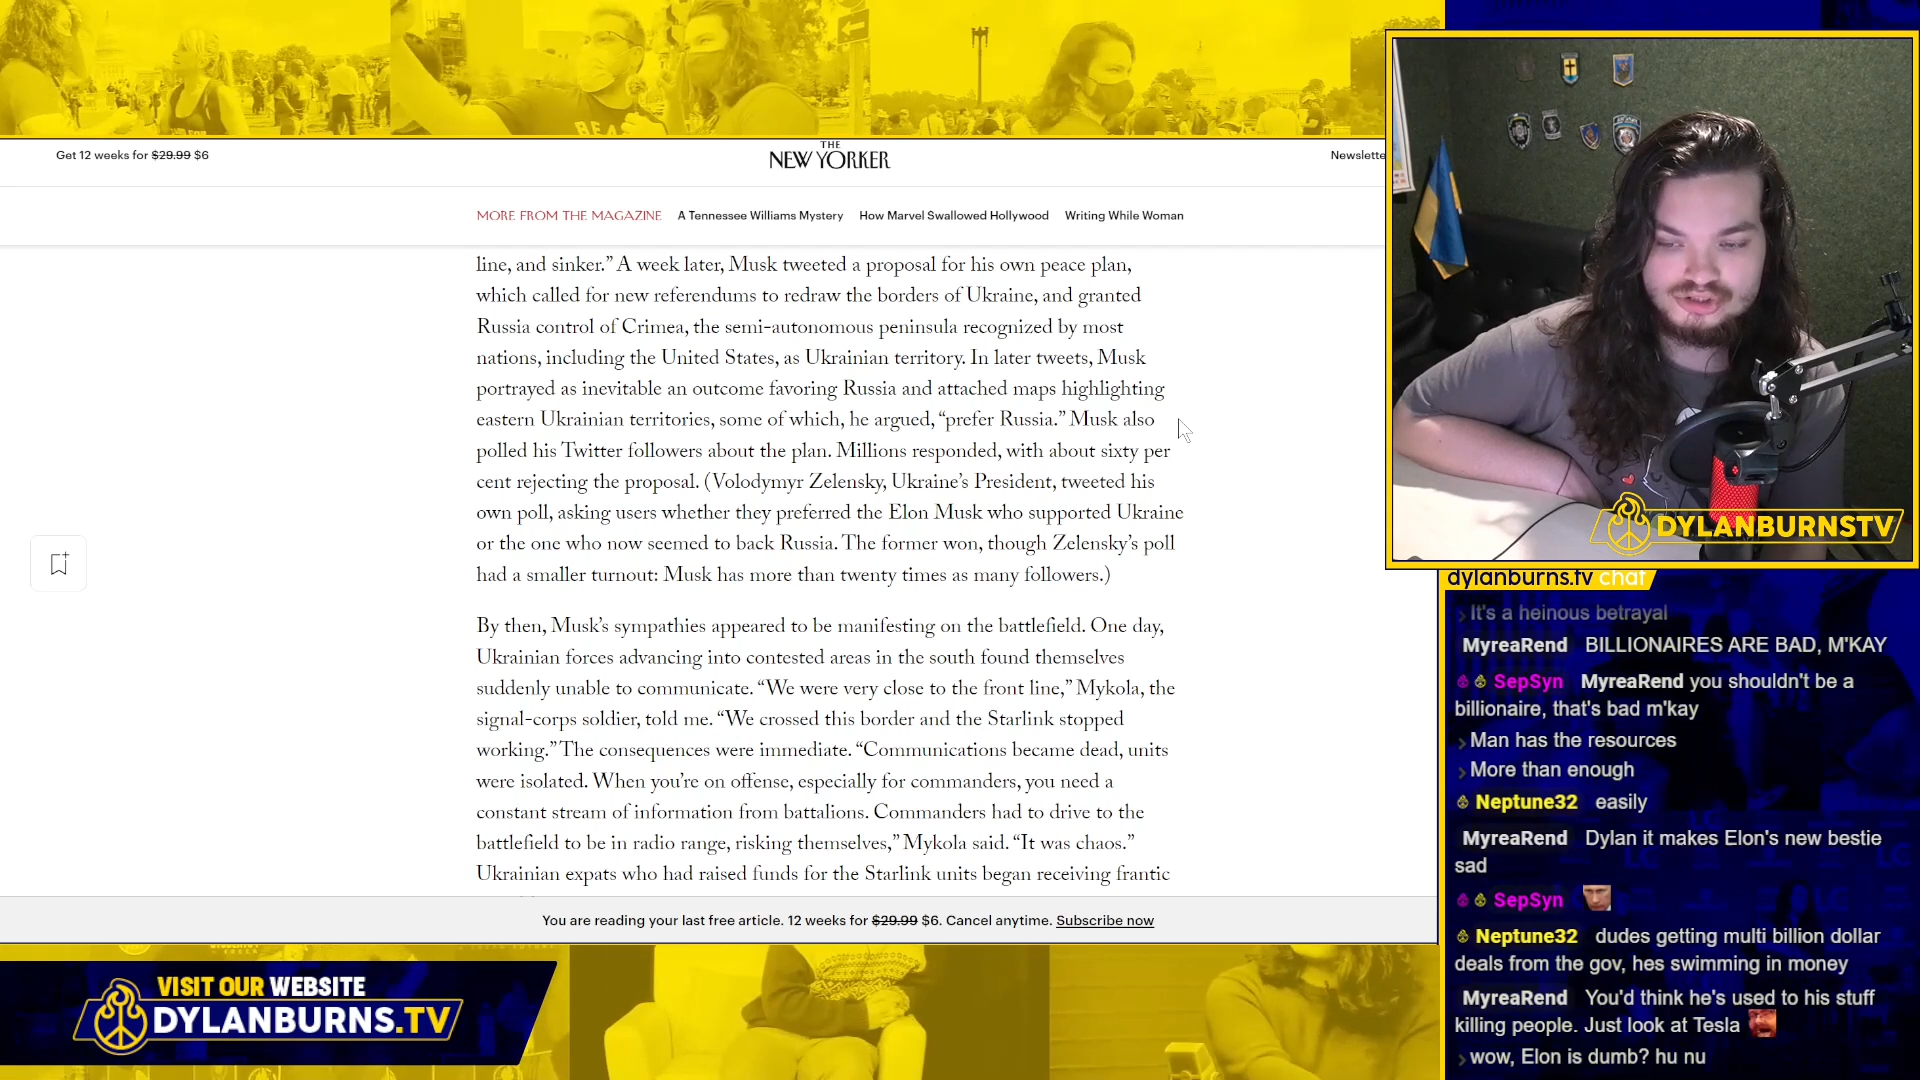 BEA
Get 12 weeks for $29.99 $6
THE
NEW YORKER
Newslette
MORE FROM THE MAGAZINE A Tennessee Williams Mystery How Marvel Swallowed Hollywood Writing While Woman
line, and sinker.” A week later, Musk tweeted a proposal for his own peace plan,
which called for new referendums to redraw the borders of Ukraine, and granted
Russia control of Crimea, the semi-autonomous peninsula recognized by most
nations, including the United States, as Ukrainian territory. In later tweets, Musk
portrayed as inevitable an outcome favoring Russia and attached maps highlighting
eastern Ukrainian territories, some of which, he argued, “prefer Russia.” Musk also
polled his Twitter followers about the plan. Millions responded, with about sixty per
cent rejecting the proposal. (Volodymyr Zelensky, Ukraine’s President, tweeted his
own poll, asking users whether they preferred the Elon Musk who supported Ukraine
or the one who now seemed to back Russia. The former won, though Zelensky’s poll
had a smaller turnout: Musk has more than twenty times as many followers.)
By then, Musk’s sympathies appeared to be manifesting on the battlefield. One day,
Ukrainian forces advancing into contested areas in the south found themselves
suddenly unable to communicate. “We were very close to the front line,” Mykola, the
signal-corps soldier, told me. “We crossed this border and the Starlink stopped
working.” The consequences were immediate. “Communications became dead, units
were isolated. When you’re on offense, especially for commanders, you need a
constant stream of information from battalions. Commanders had to drive to the
battlefield to be in radio range, risking themselves,” Mykola said. “It was chaos.”
Ukrainian expats who had raised funds for the Starlink units began receiving frantic
You are reading your last free article. 12 weeks for $29.99 $6. Cancel anytime. Subscribe now
VISIT OUR WEBSITE
DYLANBURNS.TV
DYLANBURNSTV
dylanburns.tv chat
It's a heinous betrayal
MyreaRend BILLIONAIRES ARE BAD, M'KAY
SepSyn MyreaRend you shouldn't be a
billionaire, that's bad m'kay
Man has the resources
More than enough
Neptune32 easily
MyreaRend Dylan it makes Elon's new bestie
sad
SepSyn
Neptune32 dudes getting multi billion dollar
deals from the gov, hes swimming in money
MyreaRend You'd think he's used to his stuff
killing people. Just look at Tesla
wow, Elon is dumb? hu nu